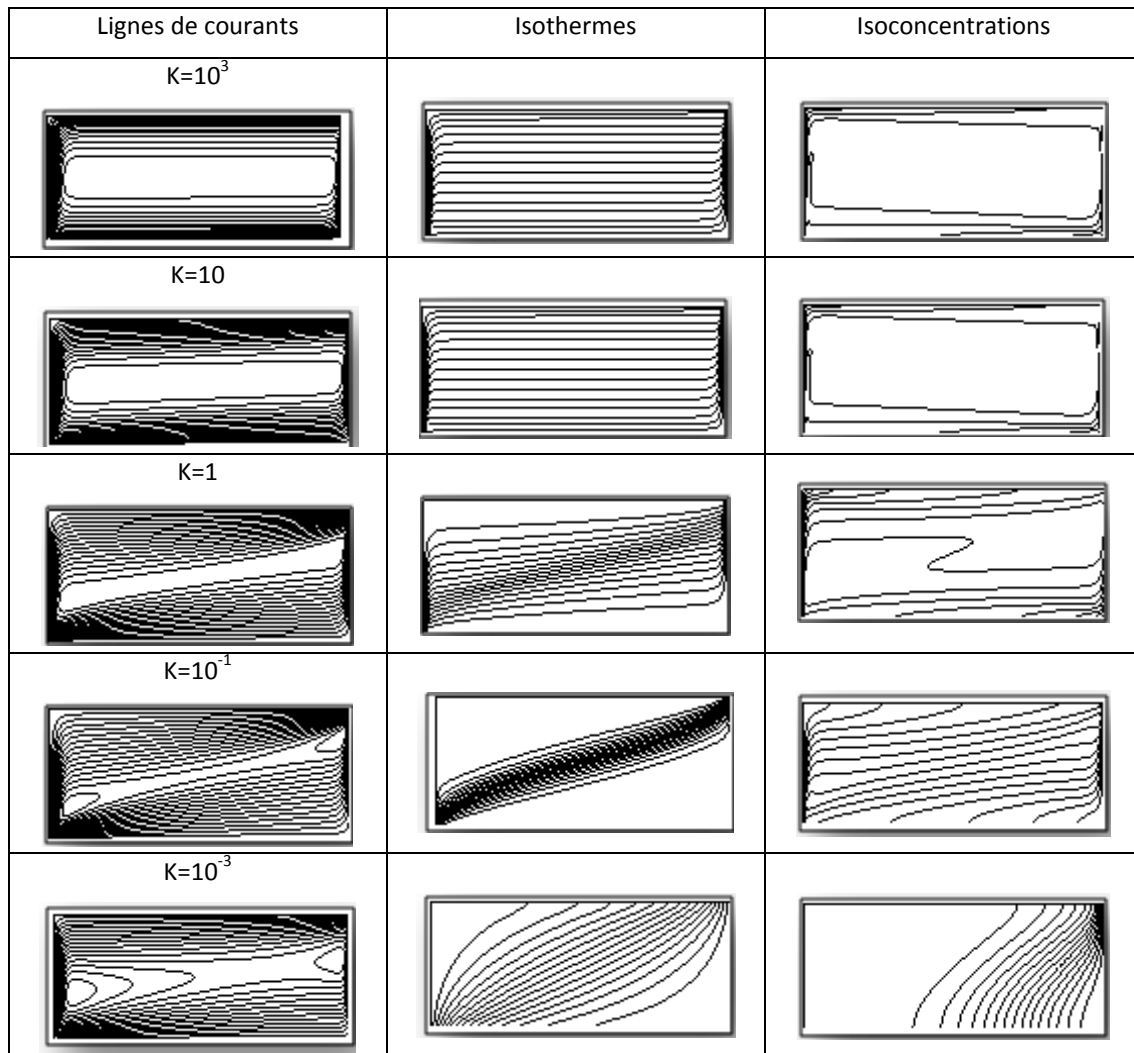 Lignes de courants Isothermes Isoconcentrations
K=10³
K=10
K=1
K=10⁻¹
K=10⁻³